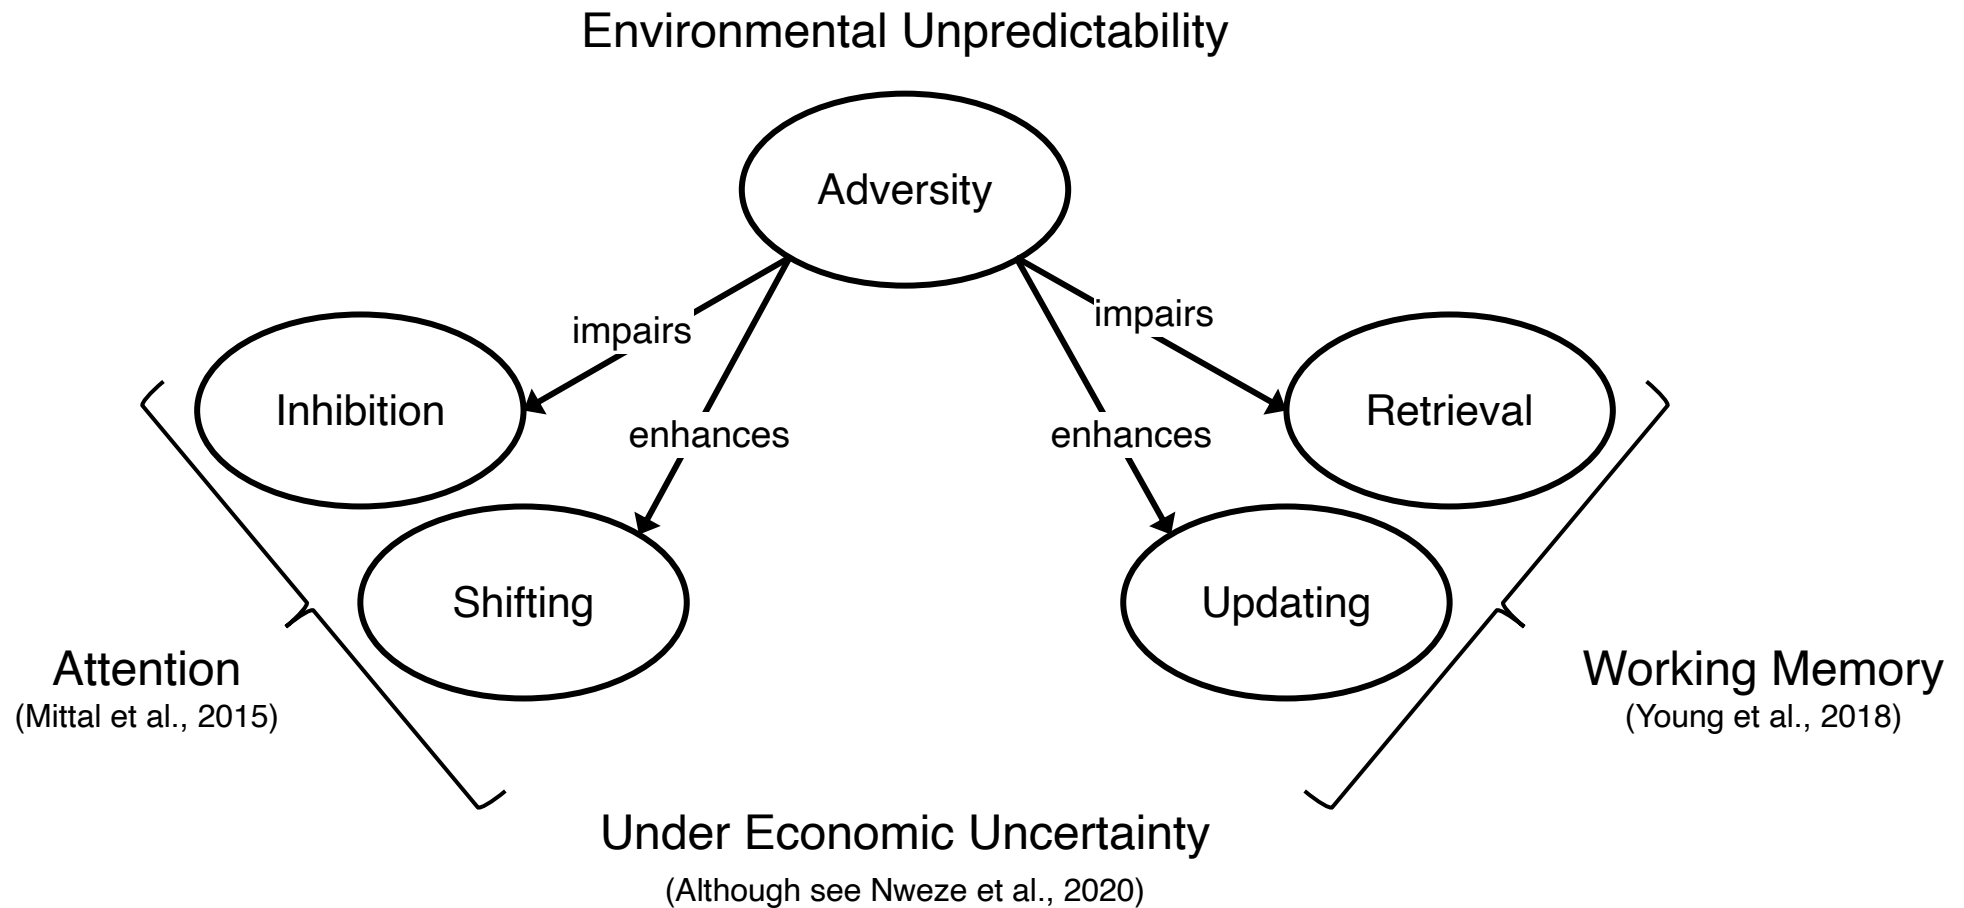 Environmental Unpredictability
Adversity
impairs
impairs
Inhibition
Retrieval
enhances
enhances
Shifting
Updating
Attention
(Mittal et al., 2015)
Working Memory
(Young et al., 2018)
Under Economic Uncertainty
(Although see Nweze et al., 2020)